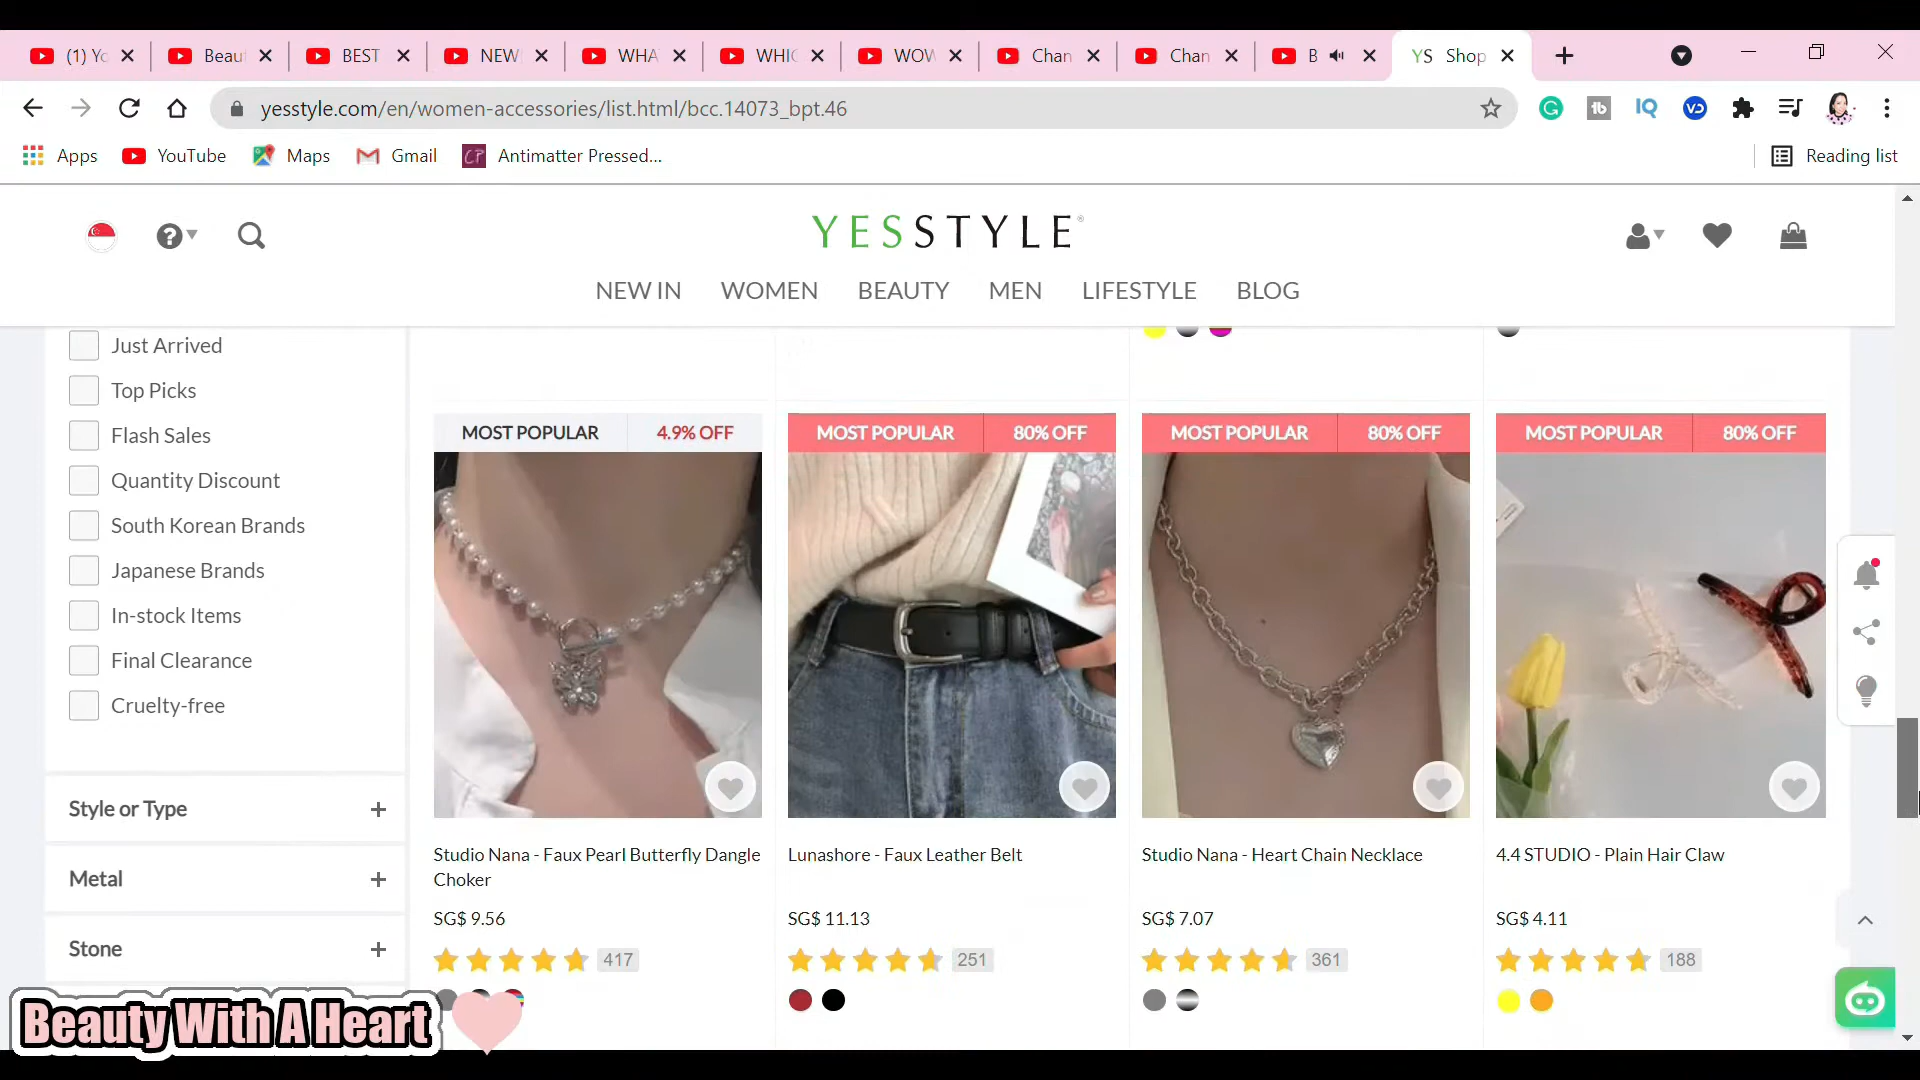 (1) Yo
Beaut
BEST
NEW
WHA
WHIC
WOW
Chan
Chan
B
YS Shop
yesstyle.com/en/women-accessories/list.html/bcc.14073_bpt.46
Apps
YouTube
Maps
Gmail
CP Antimatter Pressed...
Reading list
YESSTYLE®
NEW IN WOMEN BEAUTY MEN LIFESTYLE BLOG
Just Arrived
Top Picks
Flash Sales
Quantity Discount
South Korean Brands
Japanese Brands
In-stock Items
Final Clearance
Cruelty-free
Style or Type +
Metal +
Stone +
MOST POPULAR 4.9% OFF
Studio Nana - Faux Pearl Butterfly Dangle
Choker
SG$ 9.56
417
MOST POPULAR 80% OFF
Lunashore - Faux Leather Belt
SG$ 11.13
251
MOST POPULAR 80% OFF
Studio Nana - Heart Chain Necklace
SG$ 7.07
361
MOST POPULAR 80% OFF
4.4 STUDIO - Plain Hair Claw
SG$ 4.11
188
Beauty With A Heart